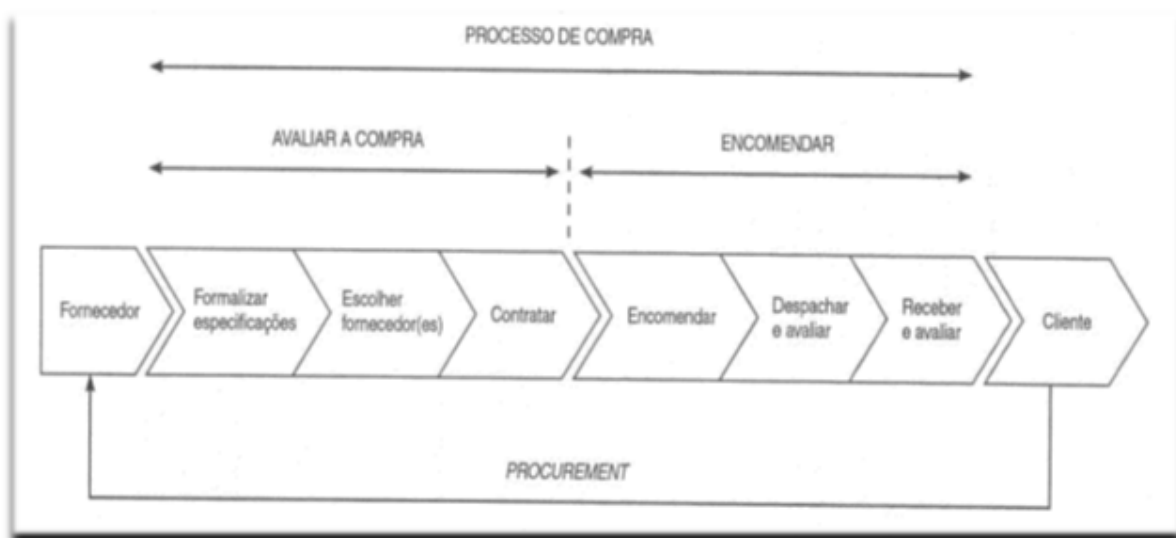 PROCESSO DE COMPRA
AVALIAR A COMPRA
ENCOMENDAR
Fornecedor
Formalizar
especificações
Escolher
fornecedor(es)
Contratar
Encomendar
Despachar
e avaliar
Receber
e avaliar
Cliente
PROCUREMENT